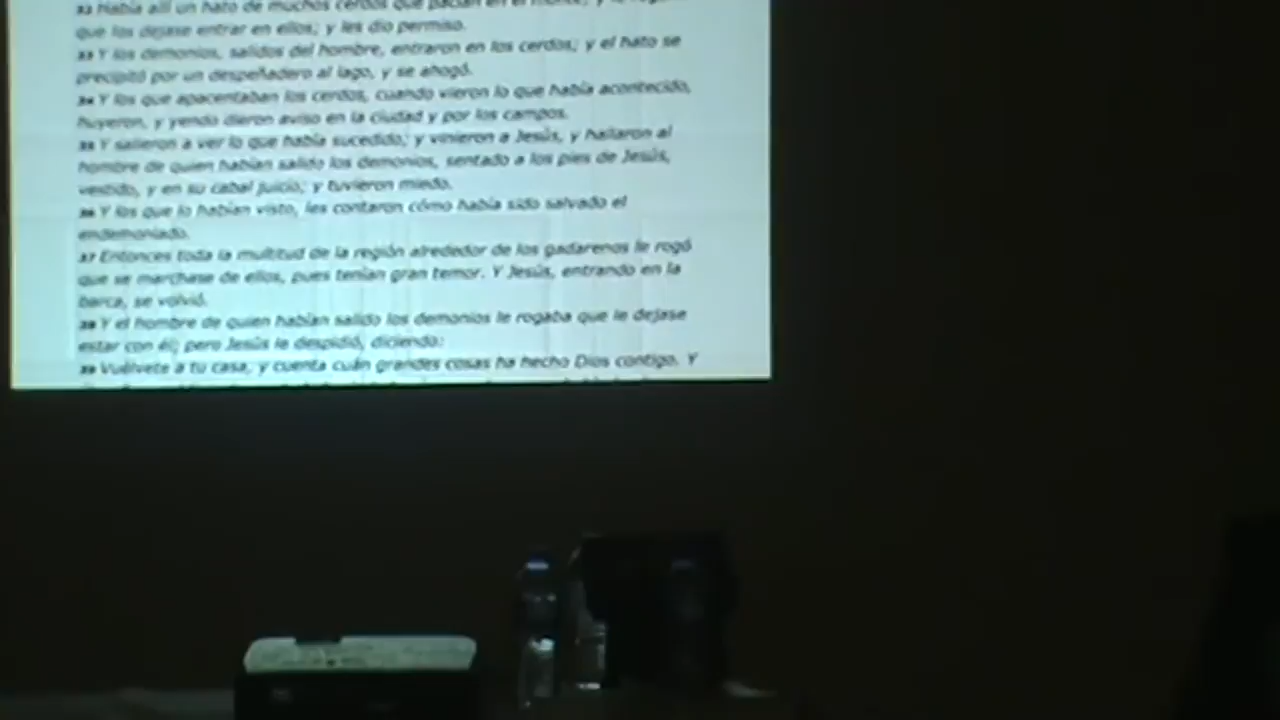 32 Había allí un hato de muchos cerdos que pacían en el monte; y le
que los dejase entrar en ellos; y les dio permiso.
33 Y los demonios, salidos del hombre, entraron en los cerdos; y el hato se
precipitó por un despeñadero al lago, y se ahogó.
34 Y los que apacentaban los cerdos, cuando vieron lo que había acontecido,
huyeron, y yendo dieron aviso en la ciudad y por los campos.
35 Y salieron a ver lo que había sucedido; y vinieron a Jesús, y hallaron al
hombre de quien habían salido los demonios, sentado a los pies de Jesús,
vestido, y en su cabal juicio; y tuvieron miedo.
36 Y los que lo habían visto, les contaron cómo había sido salvado el
endemoniado.
37 Entonces toda la multitud de la región alrededor de los gadarenos le rogó
que se marchase de ellos, pues tenían gran temor. Y Jesús, entrando en la
barca, se volvió.
38 Y el hombre de quien habían salido los demonios le rogaba que le dejase
estar con él; pero Jesús le despidió, diciendo:
39 Vuélvete a tu casa, y cuenta cuán grandes cosas ha hecho Dios contigo. Y